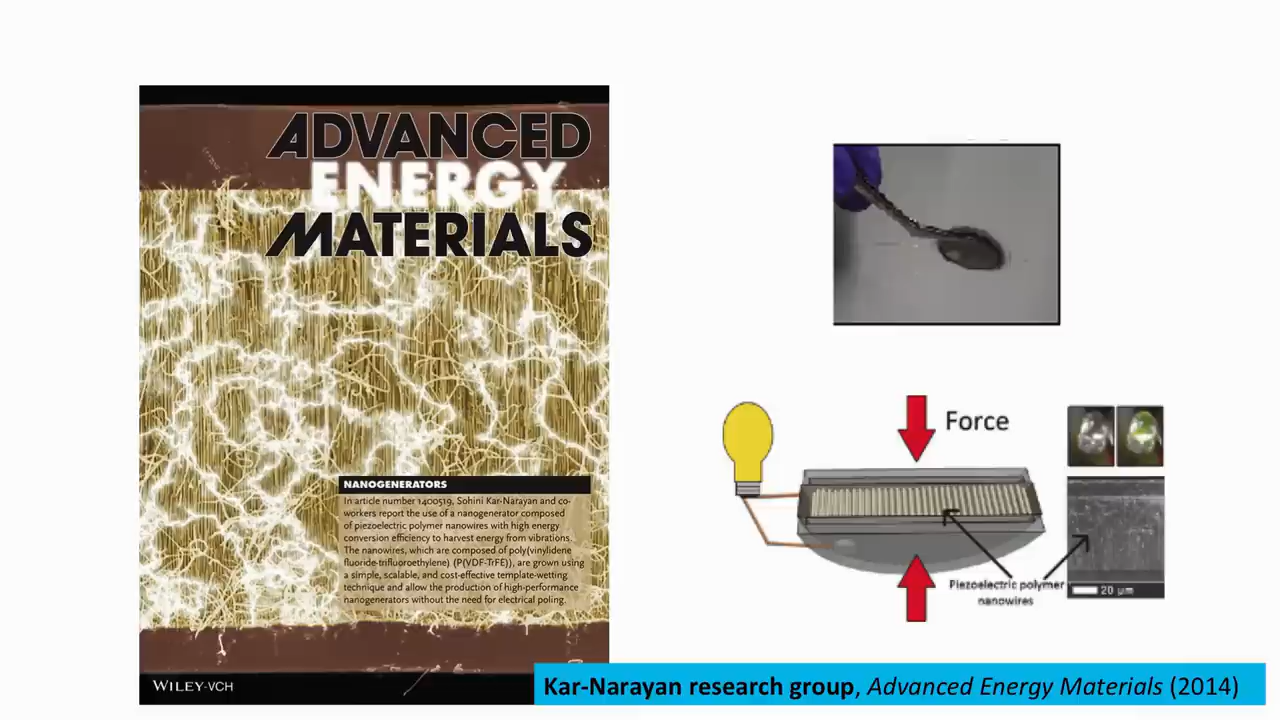 ADVANCED
ENERGY
MATERIALS
NANOGENERATORS
In article number 1400519, Sohini Kar-Narayan and co-
workers report the use of a nanogenerator composed
of piezoelectric polymer nanowires with high energy
conversion efficiency to harvest energy from vibrations.
The nanowires, which are composed of poly(vinylidene
fluoride-trifluoroethylene) (P(VDF-TrFE)), are grown using
a simple, scalable, and cost-effective template-wetting
technique and allow the production of high-performance
nanogenerators without the need for electrical poling.
WILEY-VCH
Force
Piezoelectric polymer
nanowires
20 µm
Kar-Narayan research group, Advanced Energy Materials (2014)